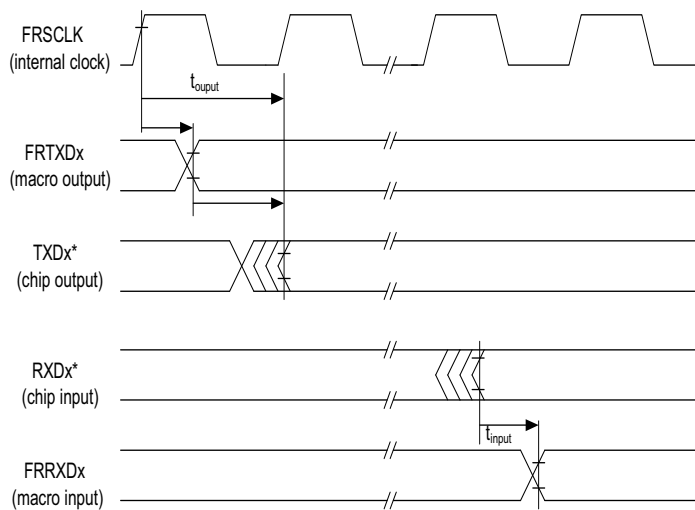 FRSCLK
(internal clock)
t_ouput
FRTXDx
(macro output)
TXDx*
(chip output)
RXDx*
(chip input)
t_input
FRRXDx
(macro input)